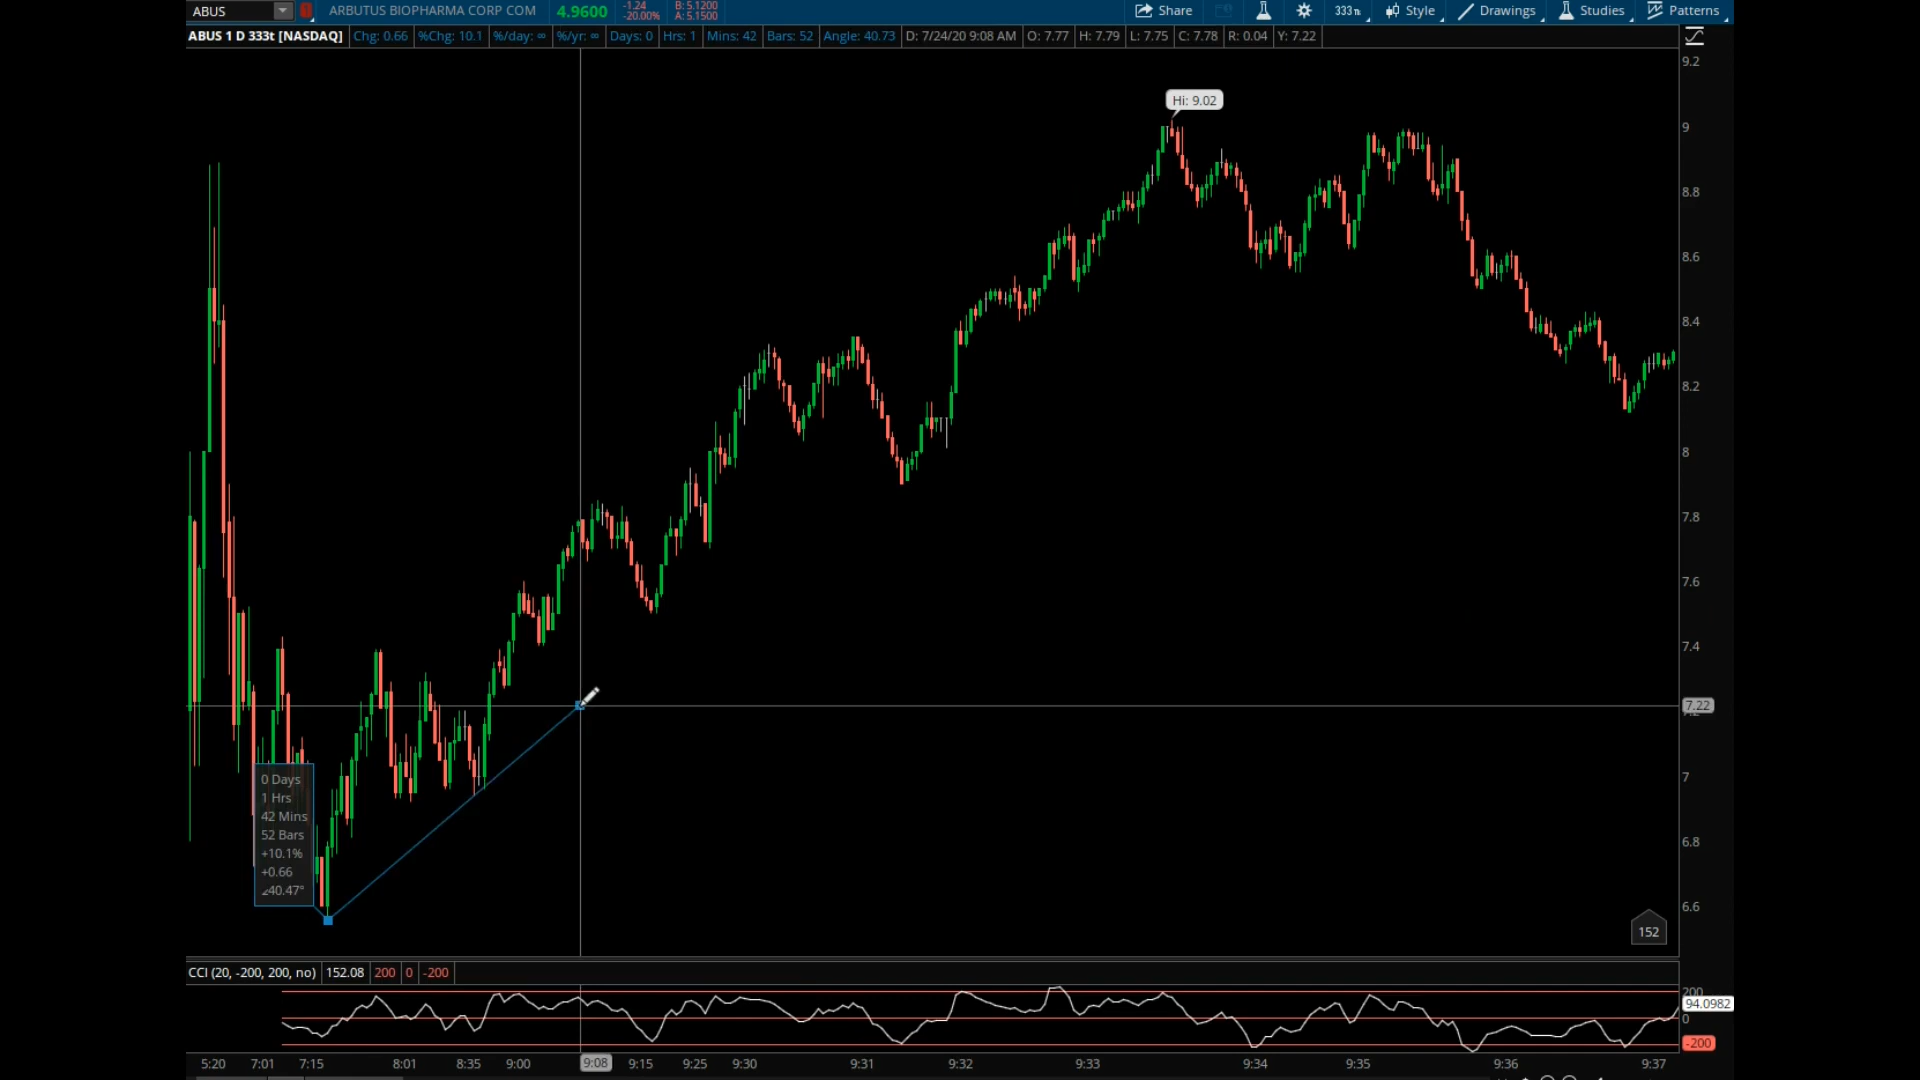 ABUS ARBUTUS BIOPHARMA CORP COM 4.9600 -1.24 -20.00% B: 5.1200 A: 5.1500 Share 333t Style Drawings Studies Patterns
ABUS 1 D 333t [NASDAQ] Chg: 0.66 %Chg: 10.1 %/day: ∞ %/yr: ∞ Days: 0 Hrs: 1 Mins: 42 Bars: 52 Angle: 40.73 D: 7/24/20 9:08 AM O: 7.77 H: 7.79 L: 7.75 C: 7.78 R: 0.04 Y: 7.22
9.2
Hi: 9.02
9
8.8
8.6
8.4
8.2
8
7.8
7.6
7.4
7.22
7
0 Days
1 Hrs
42 Mins
52 Bars
+10.1%
+0.66
∠40.47°
6.8
6.6
152
CCI (20, -200, 200, no) 152.08 200 0 -200
200
94.0982
0
-200
5:20 7:01 7:15 8:01 8:35 9:00 9:08 9:15 9:25 9:30 9:31 9:32 9:33 9:34 9:35 9:36 9:37